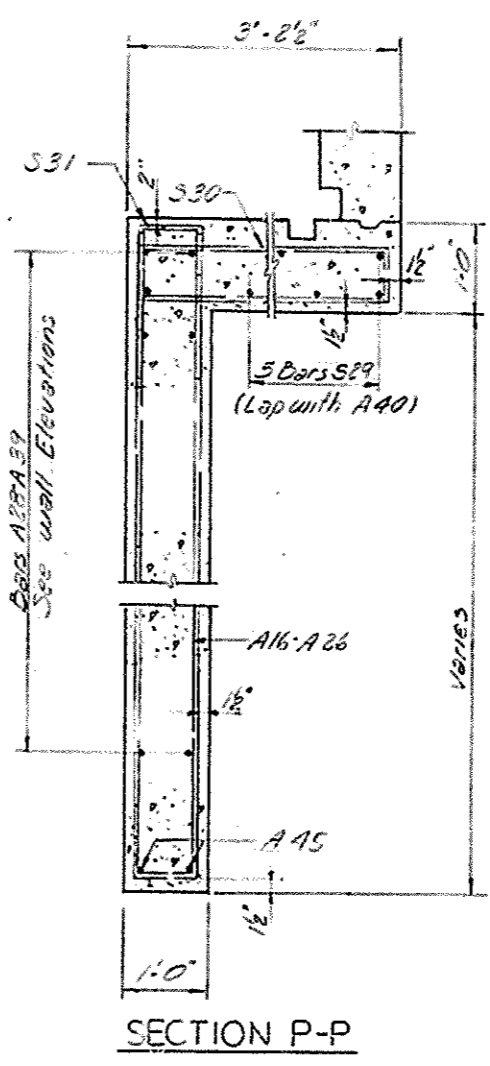 3'-2½"
S31
2"
S30
1½"
1'-0"
1½"
5 Bars S29
(Lap with A40)
Bars A28-A39
See wall Elevations
Varies
A16-A26
1½"
A45
1½"
1'-0"
SECTION P-P